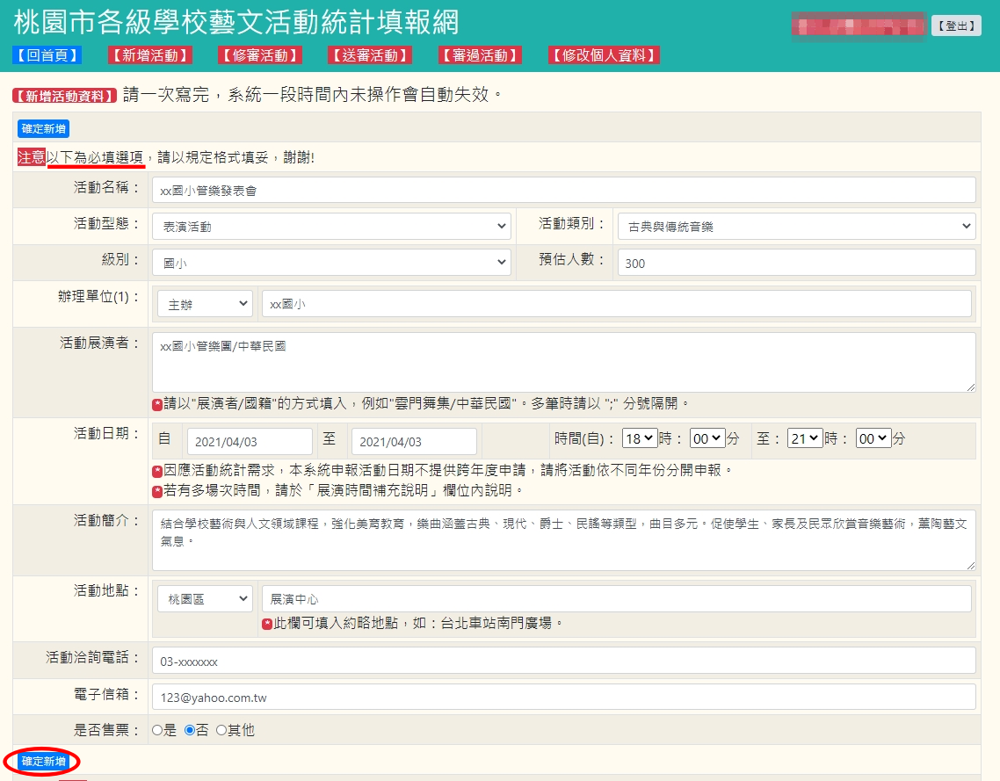 桃園市各級學校藝文活動統計填報網
【登出】
【回首頁】 【新增活動】 【修審活動】 【送審活動】 【審過活動】 【修改個人資料】
【新增活動資料】 請一次寫完，系統一段時間內未操作會自動失效。
確定新增
注意以下為必填選項，請以規定格式填妥，謝謝!
活動名稱： xx國小管樂發表會
活動型態： 表演活動 活動類別： 古典與傳統音樂
級別： 國小 預估人數： 300
辦理單位(1)： 主辦 xx國小
活動展演者： xx國小管樂團/中華民國
*請以"展演者/國籍"的方式填入，例如"雲門舞集/中華民國"。多筆時請以 ";" 分號隔開。
活動日期： 自 2021/04/03 至 2021/04/03 時間(自)： 18 時： 00 分 至： 21 時： 00 分
*因應活動統計需求，本系統申報活動日期不提供跨年度申請，請將活動依不同年份分開申報。
*若有多場次時間，請於「展演時間補充說明」欄位內說明。
活動簡介： 結合學校藝術與人文領域課程，強化美育教育，樂曲涵蓋古典、現代、爵士、民謠等類型，曲目多元。促使學生、家長及民眾欣賞音樂藝術，薰陶藝文
氣息。
活動地點： 桃園區 展演中心
*此欄可填入約略地點，如：台北車站南門廣場。
活動洽詢電話： 03-xxxxxxx
電子信箱： 123@yahoo.com.tw
是否售票： 是 否 其他
確定新增